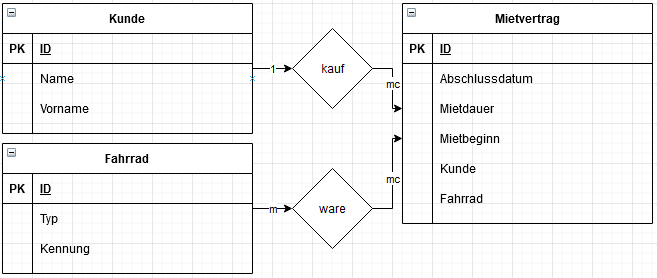 Kunde
PK ID
Name
Vorname
1
kauf
mc
Fahrrad
PK ID
Typ
Kennung
m
ware
mc
Mietvertrag
PK ID
Abschlussdatum
Mietdauer
Mietbeginn
Kunde
Fahrrad